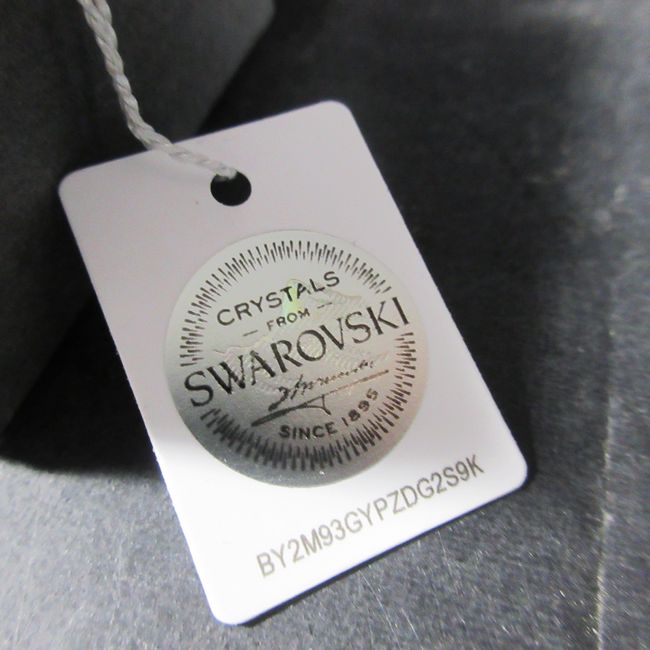 CRYSTALS
– FROM –
SWAROVSKI
SINCE 1895
BY2M93GYPZDG2S9K